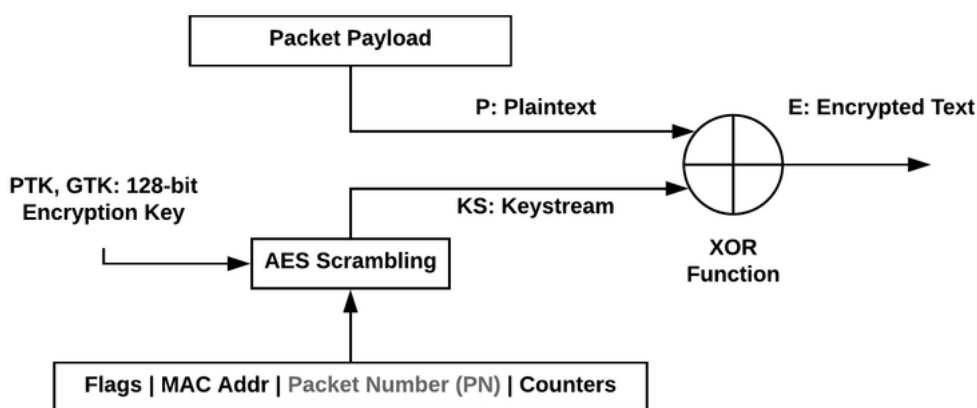 Packet Payload
P: Plaintext
E: Encrypted Text
PTK, GTK: 128-bit
Encryption Key
KS: Keystream
AES Scrambling
XOR
Function
Flags | MAC Addr | Packet Number (PN) | Counters